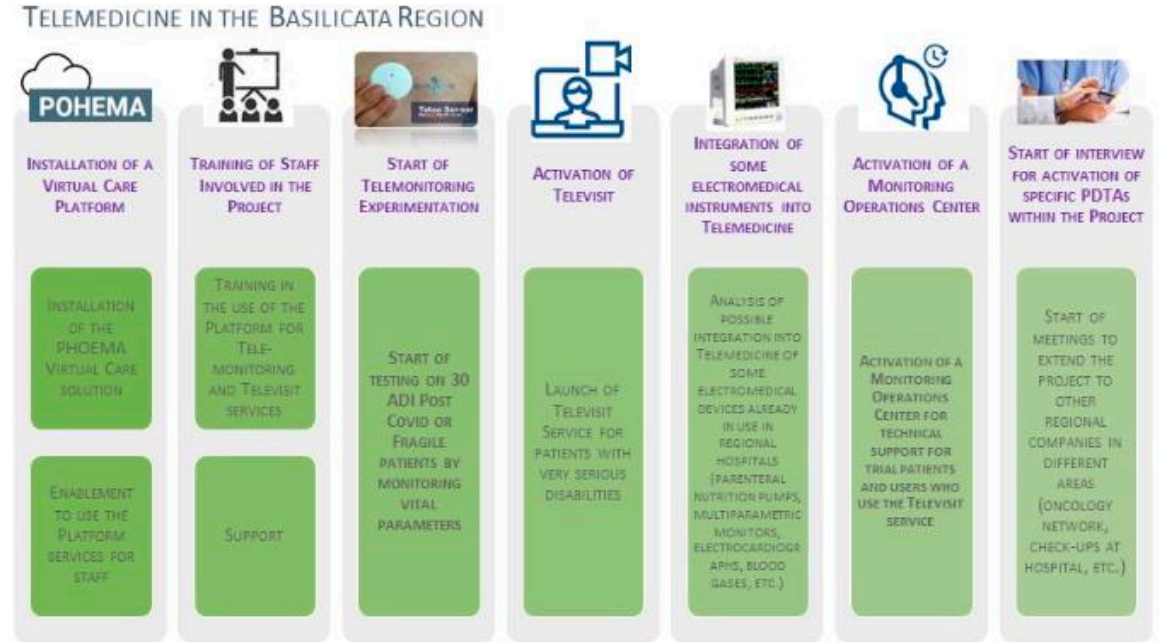 TELEMEDICINE IN THE BASILICATA REGION
POHEMA
INSTALLATION OF A
VIRTUAL CARE
PLATFORM
INSTALLATION
OF THE
PHOEMA
VIRTUAL CARE
SOLUTION
ENABLEMENT
TO USE THE
PLATFORM
SERVICES FOR
STAFF
TRAINING OF STAFF
INVOLVED IN THE
PROJECT
TRAINING IN
THE USE OF THE
PLATFORM FOR
TELE-
MONITORING
AND TELEVISIT
SERVICES
SUPPORT
START OF
TELEMONITORING
EXPERIMENTATION
START OF
TESTING ON 30
ADI POST
COVID OR
FRAGILE
PATIENTS BY
MONITORING
VITAL
PARAMETERS
ACTIVATION OF
TELEVISIT
LAUNCH OF
TELEVISIT
SERVICE FOR
PATIENTS WITH
VERY SERIOUS
DISABILITIES
INTEGRATION OF
SOME
ELECTROMEDICAL
INSTRUMENTS INTO
TELEMEDICINE
ANALYSIS OF
POSSIBLE
INTEGRATION INTO
TELEMEDICINE OF
SOME
ELECTROMEDICAL
DEVICES ALREADY
IN USE IN
REGIONAL
HOSPITALS
(PARENTERAL
NUTRITION PUMPS,
MULTIPARAMETRIC
MONITORS,
ELECTROCARDIOGR
APHS, BLOOD
GASES, ETC.)
ACTIVATION OF A
MONITORING
OPERATIONS CENTER
ACTIVATION OF A
MONITORING
OPERATIONS
CENTER FOR
TECHNICAL
SUPPORT FOR
TRIAL PATIENTS
AND USERS WHO
USE THE TELEVISIT
SERVICE
START OF INTERVIEW
FOR ACTIVATION OF
SPECIFIC PDTAS
WITHIN THE PROJECT
START OF
MEETINGS TO
EXTEND THE
PROJECT TO
OTHER
REGIONAL
COMPANIES IN
DIFFERENT
AREAS
(ONCOLOGY
NETWORK,
CHECK-UPS AT
HOSPITAL, ETC.)